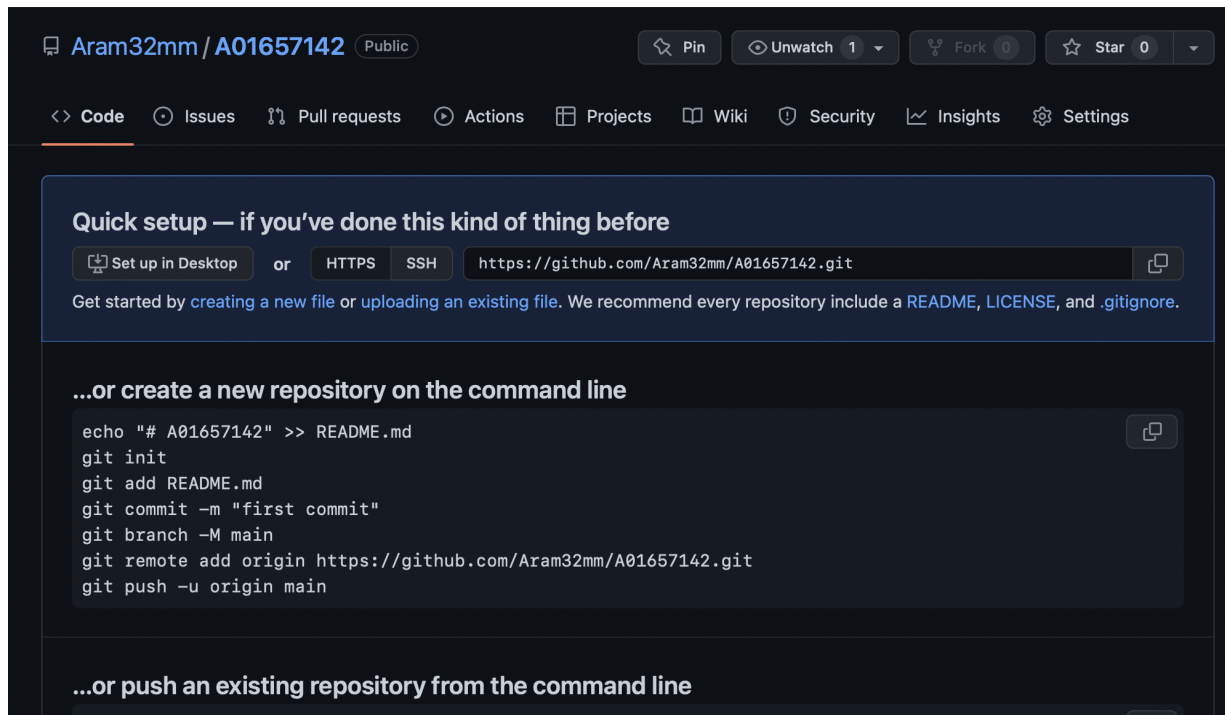 Aram32mm / A01657142 Public Pin Unwatch 1 Fork 0 Star 0
Code Issues Pull requests Actions Projects Wiki Security Insights Settings
Quick setup — if you’ve done this kind of thing before
Set up in Desktop or HTTPS SSH https://github.com/Aram32mm/A01657142.git
Get started by creating a new file or uploading an existing file. We recommend every repository include a README, LICENSE, and .gitignore.
…or create a new repository on the command line
echo "# A01657142" >> README.md
git init
git add README.md
git commit -m "first commit"
git branch -M main
git remote add origin https://github.com/Aram32mm/A01657142.git
git push -u origin main
…or push an existing repository from the command line